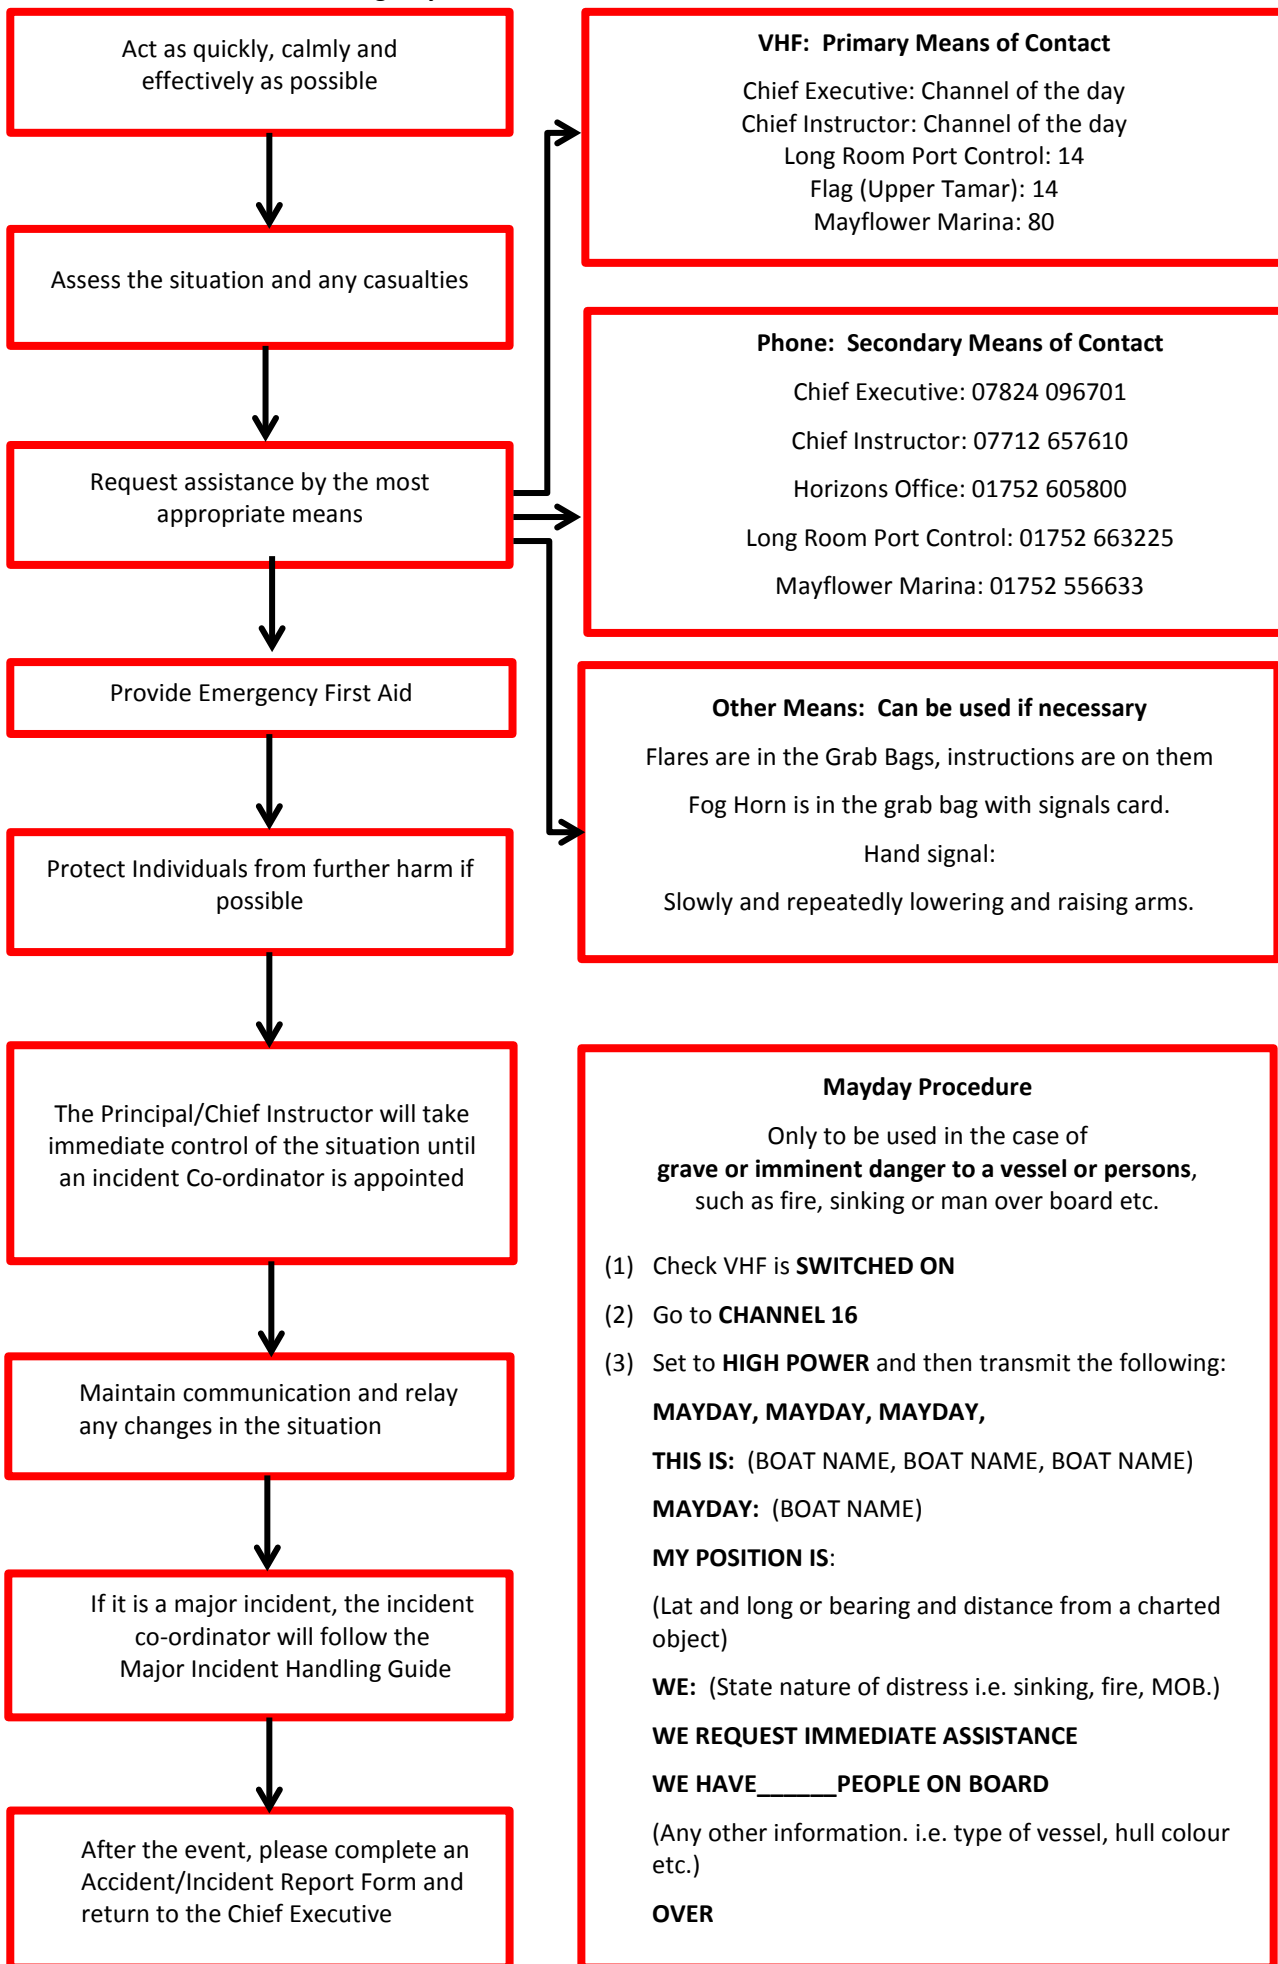 Act as quickly, calmly and
effectively as possible
Assess the situation and any casualties
Request assistance by the most
appropriate means
Provide Emergency First Aid
Protect Individuals from further harm if
possible
The Principal/Chief Instructor will take
immediate control of the situation until
an incident Co-ordinator is appointed
Maintain communication and relay
any changes in the situation
If it is a major incident, the incident
co-ordinator will follow the
Major Incident Handling Guide
After the event, please complete an
Accident/Incident Report Form and
return to the Chief Executive
VHF: Primary Means of Contact
Chief Executive: Channel of the day
Chief Instructor: Channel of the day
Long Room Port Control: 14
Flag (Upper Tamar): 14
Mayflower Marina: 80
Phone: Secondary Means of Contact
Chief Executive: 07824 096701
Chief Instructor: 07712 657610
Horizons Office: 01752 605800
Long Room Port Control: 01752 663225
Mayflower Marina: 01752 556633
Other Means: Can be used if necessary
Flares are in the Grab Bags, instructions are on them
Fog Horn is in the grab bag with signals card.
Hand signal:
Slowly and repeatedly lowering and raising arms.
Mayday Procedure
Only to be used in the case of
grave or imminent danger to a vessel or persons,
such as fire, sinking or man over board etc.
(1) Check VHF is SWITCHED ON
(2) Go to CHANNEL 16
(3) Set to HIGH POWER and then transmit the following:
MAYDAY, MAYDAY, MAYDAY,
THIS IS: (BOAT NAME, BOAT NAME, BOAT NAME)
MAYDAY: (BOAT NAME)
MY POSITION IS:
(Lat and long or bearing and distance from a charted
object)
WE: (State nature of distress i.e. sinking, fire, MOB.)
WE REQUEST IMMEDIATE ASSISTANCE
WE HAVE______PEOPLE ON BOARD
(Any other information. i.e. type of vessel, hull colour
etc.)
OVER